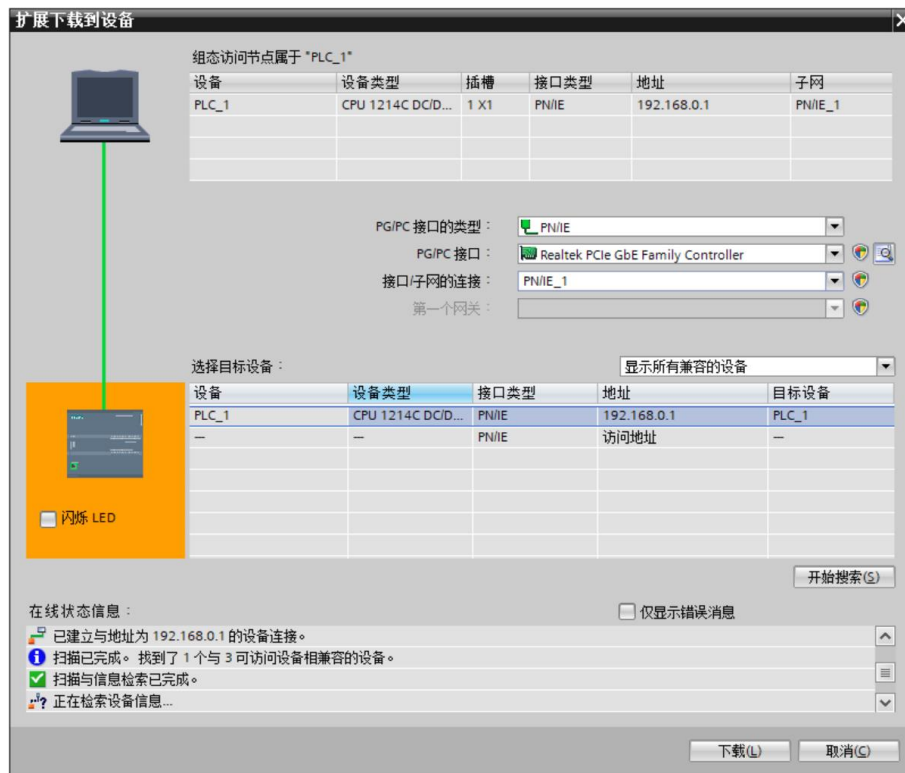 扩展下载到设备
组态访问节点属于 "PLC_1"
设备 设备类型 插槽 接口类型 地址 子网
PLC_1 CPU 1214C DC/D... 1 X1 PN/IE 192.168.0.1 PN/IE_1
PG/PC 接口的类型： PN/IE
PG/PC 接口： Realtek PCIe GbE Family Controller
接口/子网的连接： PN/IE_1
第一个网关：
选择目标设备： 显示所有兼容的设备
设备 设备类型 接口类型 地址 目标设备
PLC_1 CPU 1214C DC/D... PN/IE 192.168.0.1 PLC_1
— — PN/IE 访问地址 —
闪烁 LED
开始搜索(S)
在线状态信息： 仅显示错误消息
已建立与地址为 192.168.0.1 的设备连接。
扫描已完成。找到了 1 个与 3 可访问设备相兼容的设备。
扫描与信息检索已完成。
正在检索设备信息...
下载(L) 取消(C)